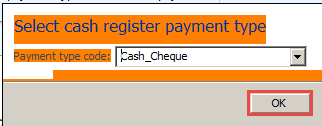 Select cash register payment type
Payment type code: Cash_Cheque
OK